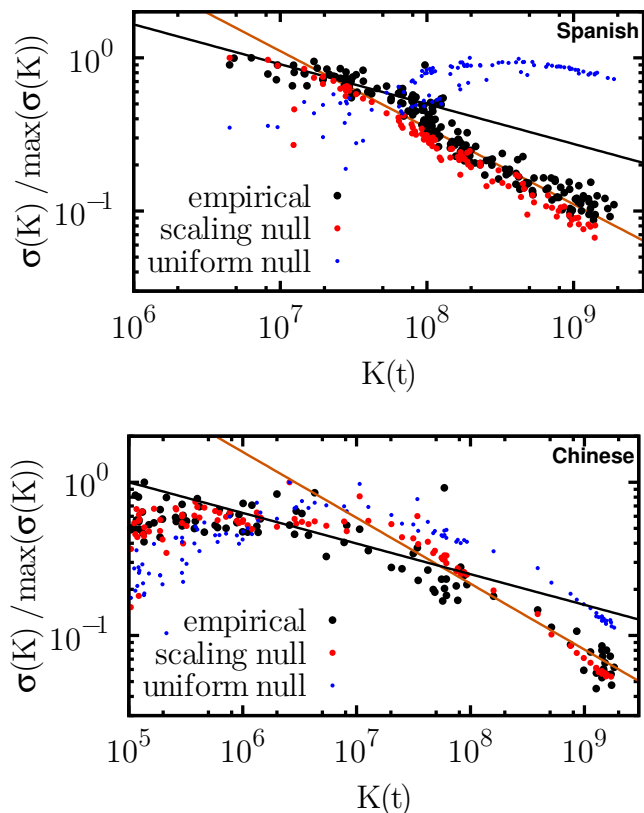 Spanish
σ(K) / max(σ(K))
10^0
10^-1
empirical
scaling null
uniform null
10^6 10^7 10^8 10^9
K(t)
Chinese
σ(K) / max(σ(K))
10^0
10^-1
empirical
scaling null
uniform null
10^5 10^6 10^7 10^8 10^9
K(t)